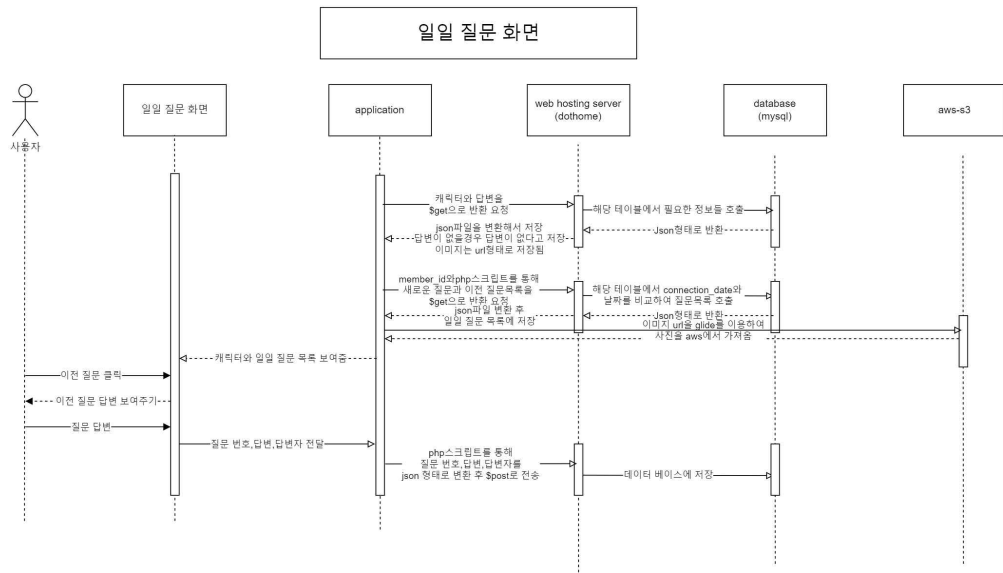 일일 질문 화면
사용자
일일 질문 화면
application
web hosting server
(dothome)
database
(mysql)
aws-s3
캐릭터와 답변을
$get으로 반환 요청
해당 테이블에서 필요한 정보들 호출
Json형태로 반환
json파일을 변환해서 저장
답변이 없을경우 답변이 없다고 저장
이미지는 url형태로 저장됨
member_id와php스크립트를 통해
새로운 질문과 이전 질문목록을
$get으로 반환 요청
해당 테이블에서 connection_date와
날짜를 비교하여 질문목록 호출
Json형태로 반환
json파일 변환 후
일일 질문 목록에 저장
이미지 url을 glide를 이용하여
사진을 aws에서 가져옴
캐릭터와 일일 질문 목록 보여줌
이전 질문 클릭
이전 질문 답변 보여주기
질문 답변
질문 번호,답변,답변자 전달
php스크립트를 통해
질문 번호,답변,답변자를
json 형태로 변환 후 $post로 전송
데이터 베이스에 저장